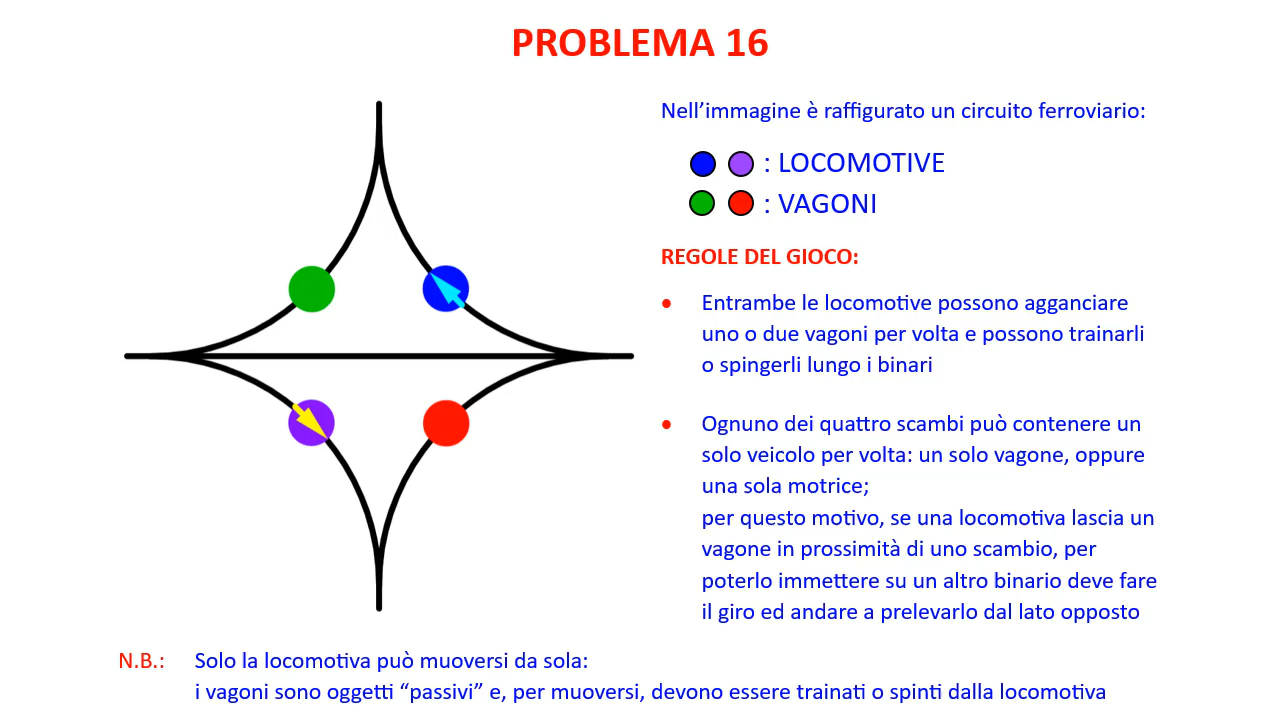 PROBLEMA 16
Nell’immagine è raffigurato un circuito ferroviario:
: LOCOMOTIVE
: VAGONI
REGOLE DEL GIOCO:
• Entrambe le locomotive possono agganciare
uno o due vagoni per volta e possono trainarli
o spingerli lungo i binari
• Ognuno dei quattro scambi può contenere un
solo veicolo per volta: un solo vagone, oppure
una sola motrice;
per questo motivo, se una locomotiva lascia un
vagone in prossimità di uno scambio, per
poterlo immettere su un altro binario deve fare
il giro ed andare a prelevarlo dal lato opposto
N.B.: Solo la locomotiva può muoversi da sola:
i vagoni sono oggetti “passivi” e, per muoversi, devono essere trainati o spinti dalla locomotiva